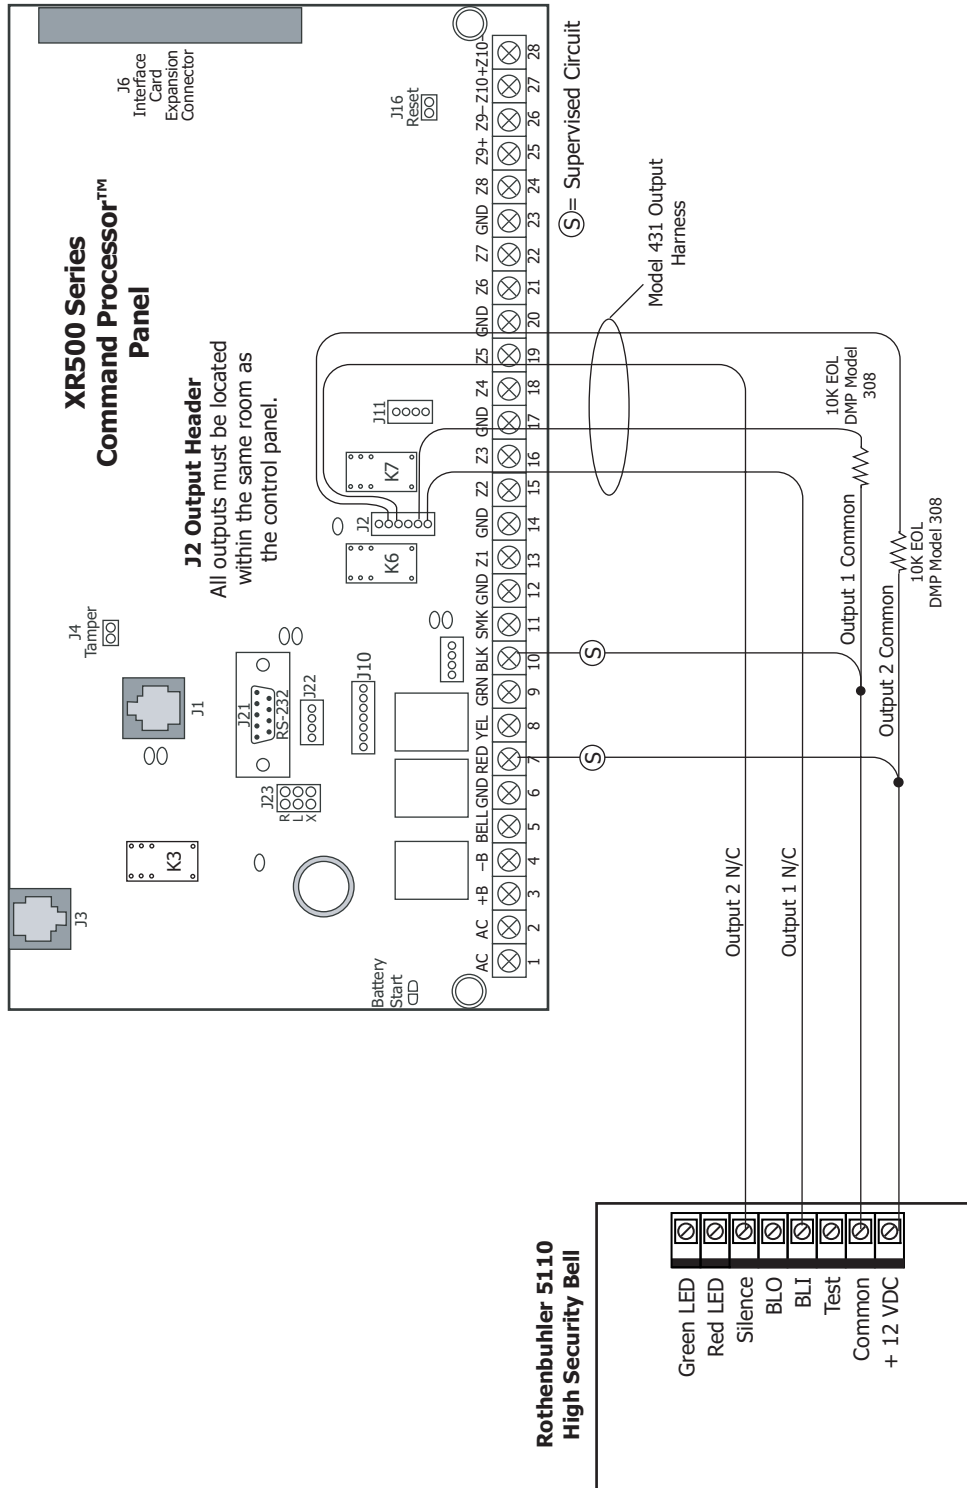 XR500 Series
Command Processor™
Panel
J6
Interface
Card
Expansion
Connector
J16
Reset
J2 Output Header
All outputs must be located
within the same room as
the control panel.
J4
Tamper
J1
J3
K3
J21
RS-232
J22
J23
R
L
X
J10
J2
K6
K7
J11
Battery
Start
AC AC +B –B BELL GND RED YEL GRN BLK SMK GND Z1 GND Z2 Z3 GND Z4 Z5 GND Z6 Z7 GND Z8 Z9+ Z9– Z10+ Z10–
1 2 3 4 5 6 7 8 9 10 11 12 13 14 15 16 17 18 19 20 21 22 23 24 25 26 27 28
S = Supervised Circuit
Model 431 Output
Harness
S
S
10K EOL
DMP Model
308
Output 1 Common
10K EOL
DMP Model 308
Output 2 Common
Output 2 N/C
Output 1 N/C
Rothenbuhler 5110
High Security Bell
Green LED
Red LED
Silence
BLO
BLI
Test
Common
+ 12 VDC